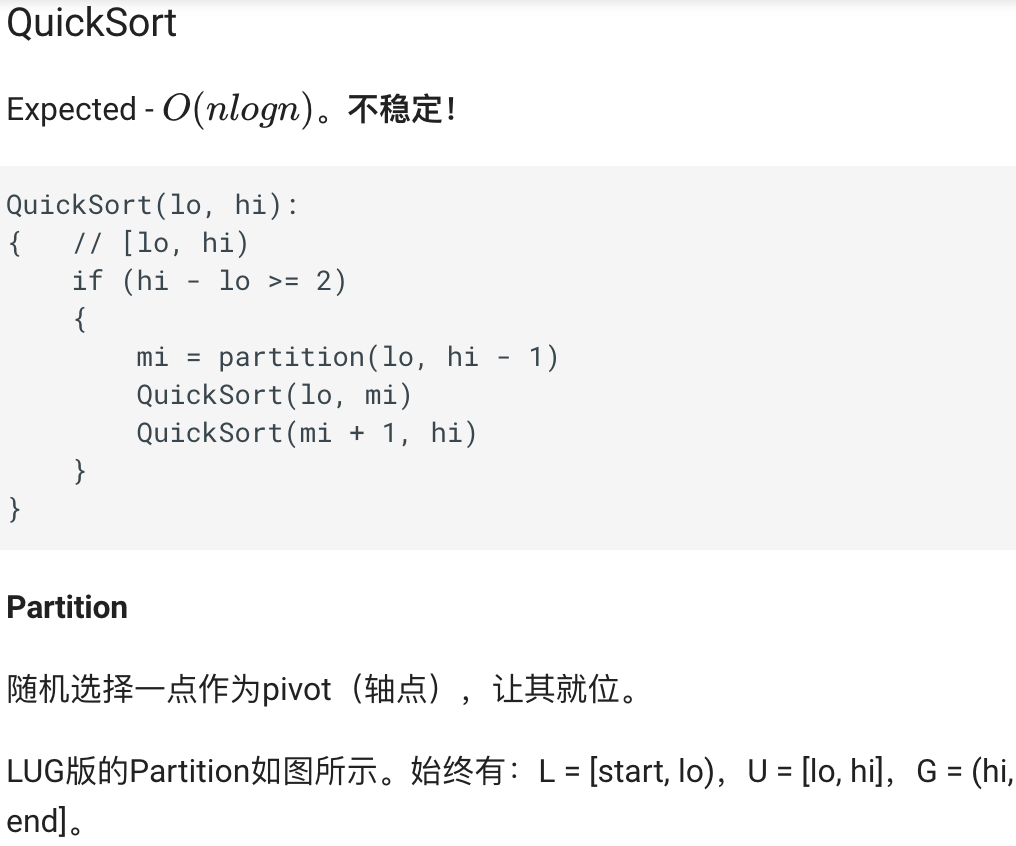 QuickSort
Expected - O(nlogn)。不稳定！
QuickSort(lo, hi):
{   // [lo, hi)
    if (hi - lo >= 2)
    {
        mi = partition(lo, hi - 1)
        QuickSort(lo, mi)
        QuickSort(mi + 1, hi)
    }
}
Partition
随机选择一点作为pivot（轴点），让其就位。
LUG版的Partition如图所示。始终有：L = [start, lo)，U = [lo, hi]，G = (hi,
end]。